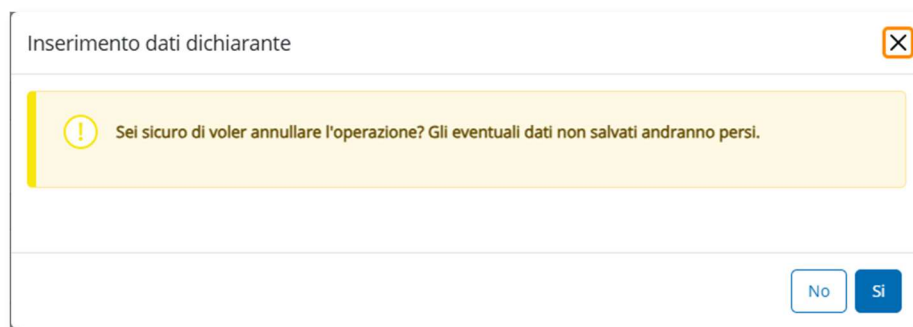 Inserimento dati dichiarante
Sei sicuro di voler annullare l'operazione? Gli eventuali dati non salvati andranno persi.
No
Si